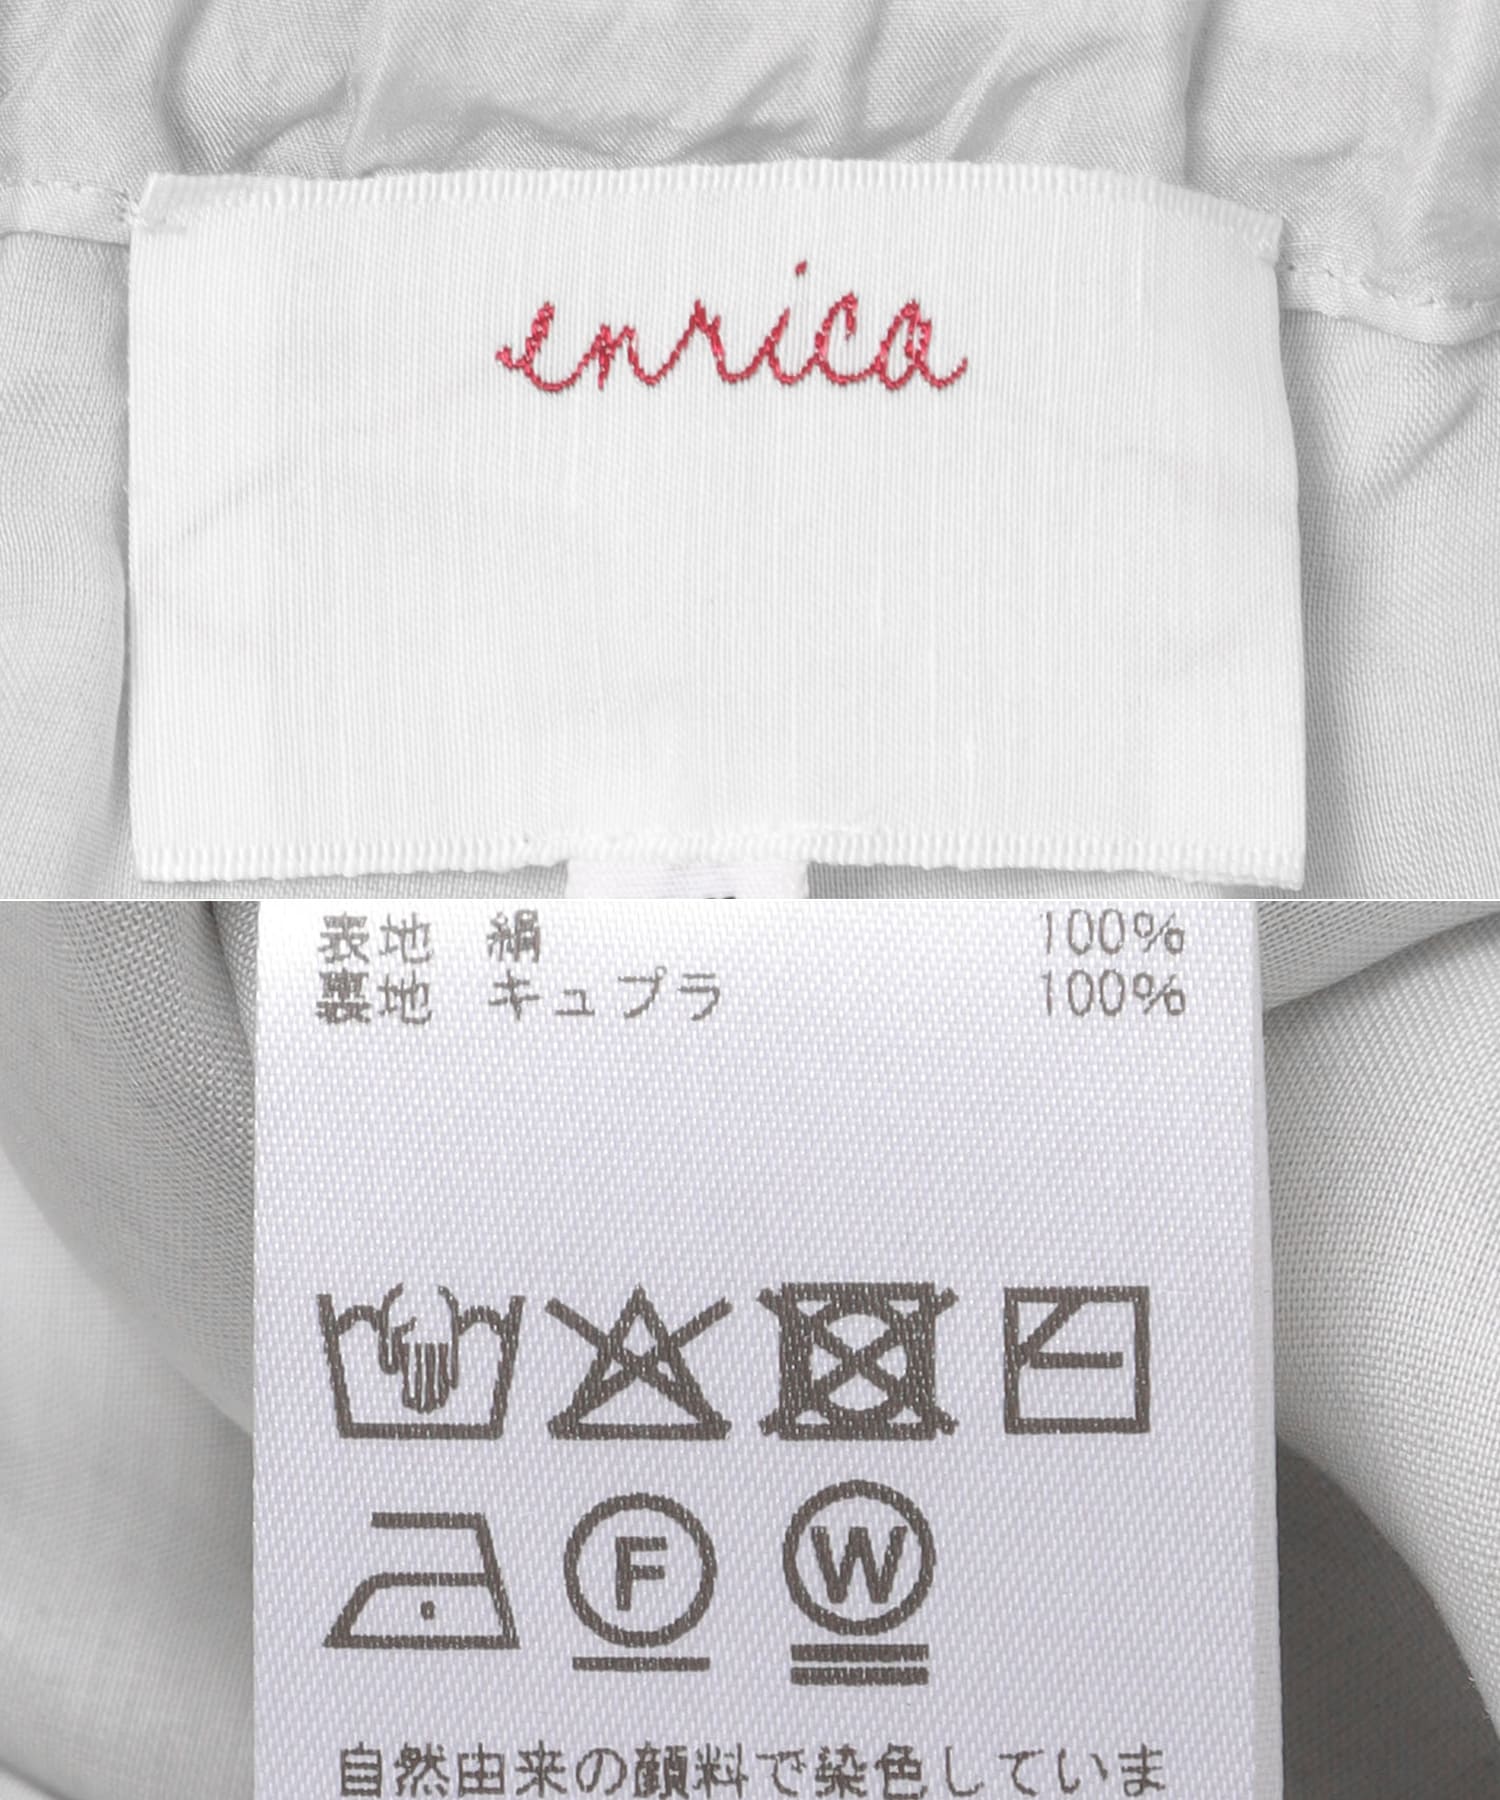 enrica
表地 絹 100%
裏地 キュプラ 100%
F W
自然由来の顔料で染色していま